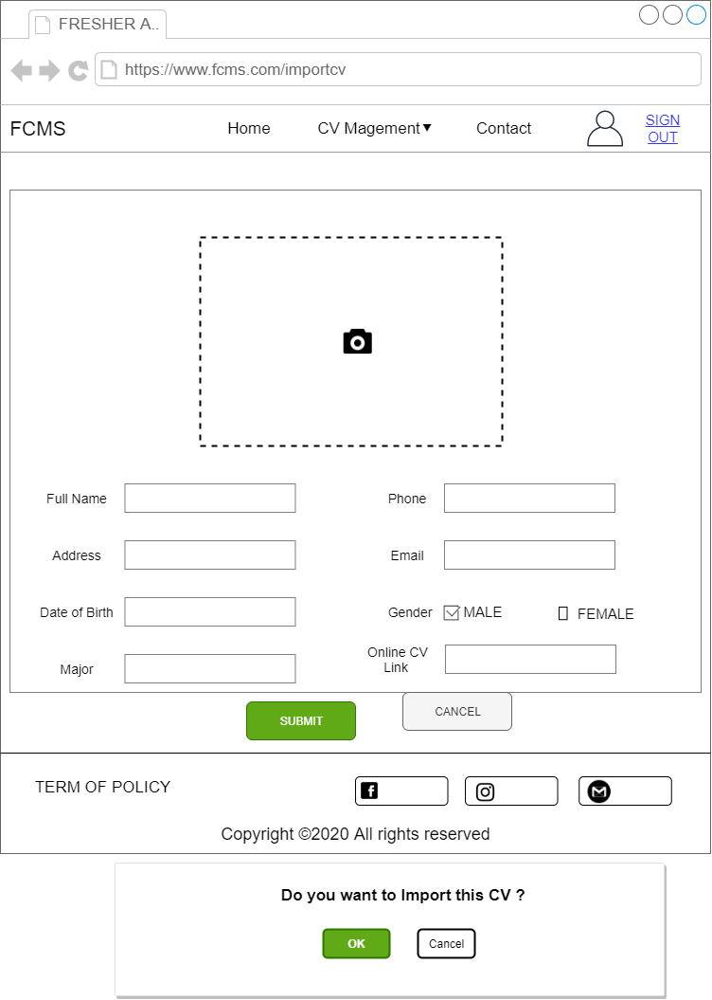 FRESHER A..
https://www.fcms.com/importcv
FCMS
Home
CV Magement▼
Contact
SIGN
OUT
Full Name
Phone
Address
Email
Date of Birth
Gender
MALE
FEMALE
Major
Online CV
Link
SUBMIT
CANCEL
TERM OF POLICY
Copyright ©2020 All rights reserved
Do you want to Import this CV ?
OK
Cancel